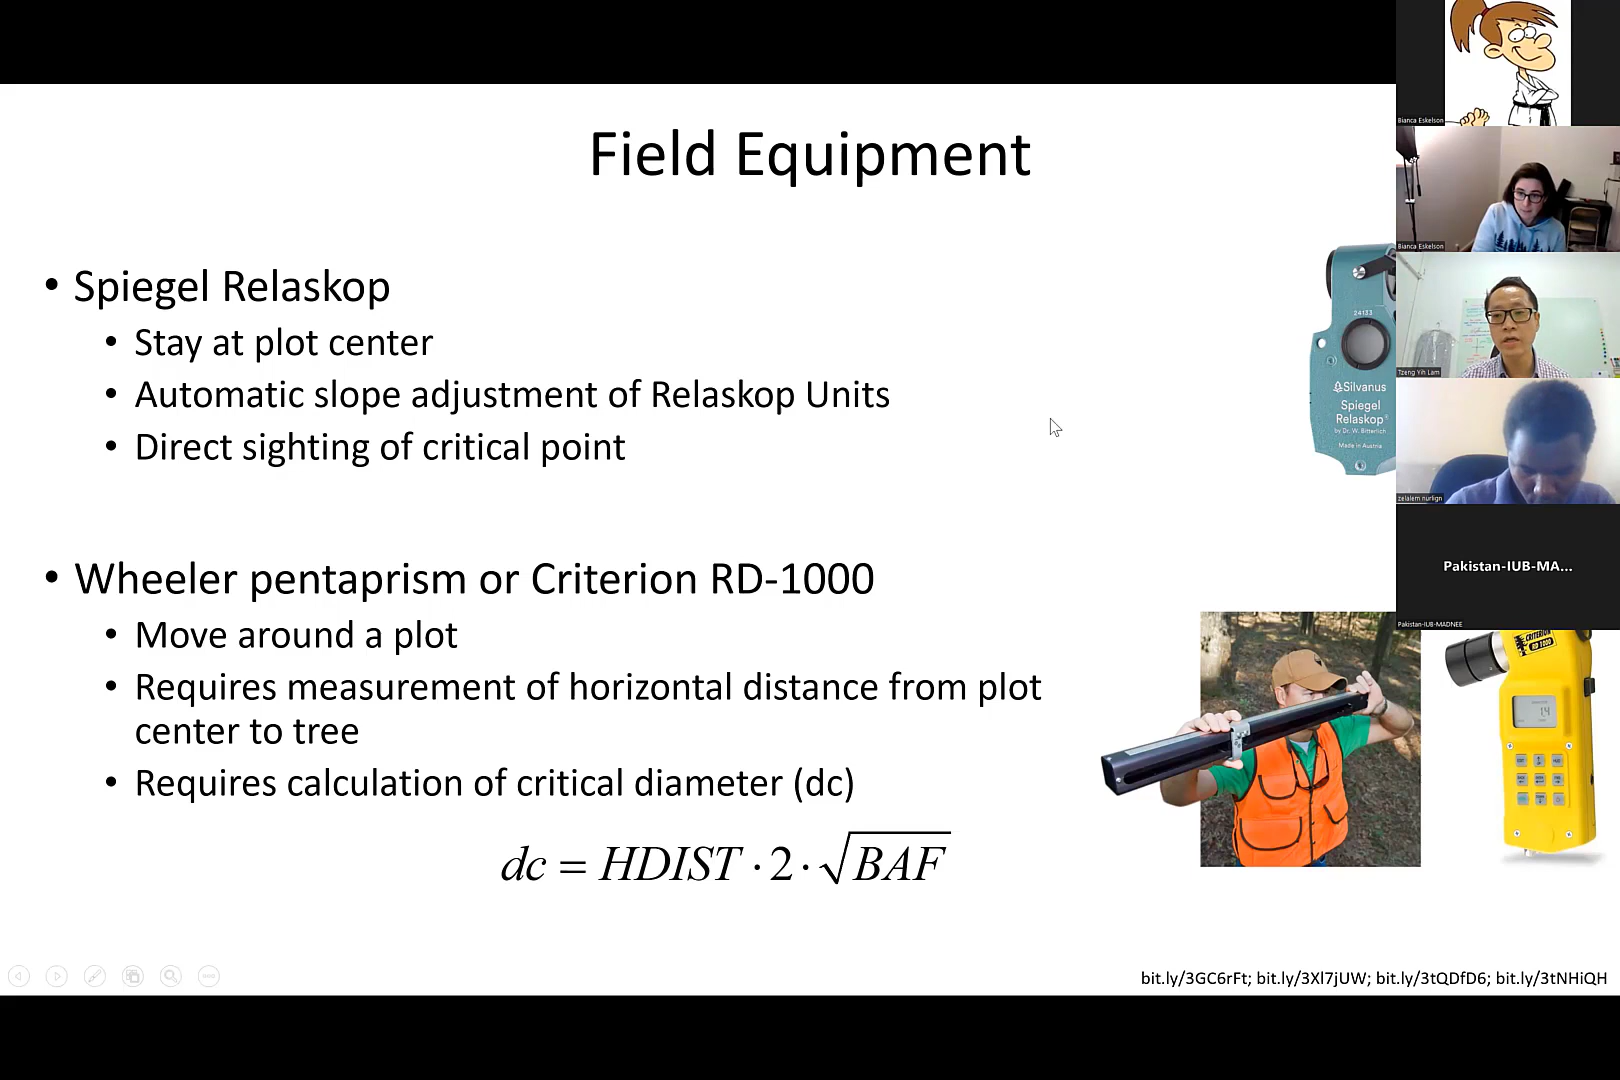 Field Equipment
• Spiegel Relaskop
• Stay at plot center
• Automatic slope adjustment of Relaskop Units
• Direct sighting of critical point
• Wheeler pentaprism or Criterion RD-1000
• Move around a plot
• Requires measurement of horizontal distance from plot
center to tree
• Requires calculation of critical diameter (dc)
dc = HDIST · 2 · √BAF
24133
Silvanus
Spiegel
Relaskop®
by Dr. W. Bitterlich
Made in Austria
CRITERION
RD 1000
1.4
bit.ly/3GC6rFt; bit.ly/3Xl7jUW; bit.ly/3tQDfD6; bit.ly/3tNHiQH
Bianca Eskelson
Bianca Eskelson
Tzeng Yih Lam
zelalem nurlign
Pakistan-IUB-MA...
Pakistan-IUB-MADNEE